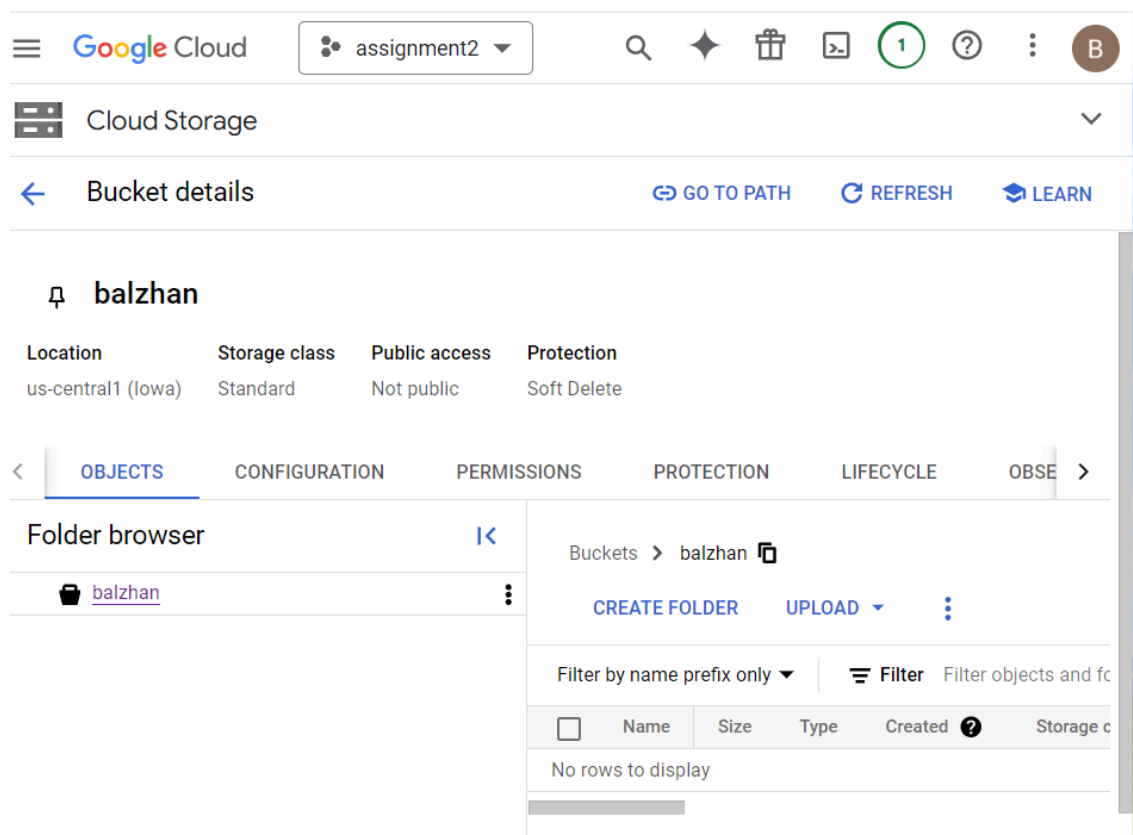 Google Cloud assignment2 1 B
Cloud Storage
Bucket details GO TO PATH REFRESH LEARN
balzhan
Location Storage class Public access Protection
us-central1 (Iowa) Standard Not public Soft Delete
OBJECTS CONFIGURATION PERMISSIONS PROTECTION LIFECYCLE OBSE
Folder browser
balzhan
Buckets > balzhan
CREATE FOLDER UPLOAD
Filter by name prefix only Filter Filter objects and fo
Name Size Type Created Storage c
No rows to display